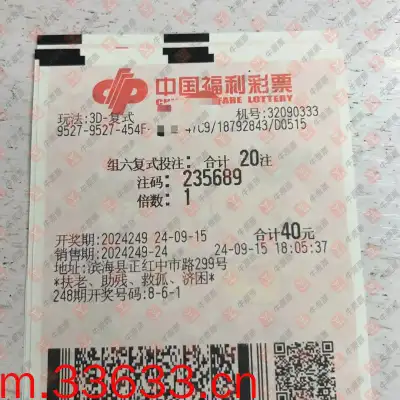 中国福利彩票
玩法:3D-复式 机号:32090333
9527-9527-454F- 47C9/18792843/D0515
组六复式投注: 合计 20注
注码: 235689
倍数: 1
开奖期:2024249 24-09-15 合计40元
销售期:2024249-24 24-09-15 18:05:37
地址:滨海县正红中市路299号
*扶老、助残、救孤、济困*
248期开奖号码:8-6-1
m.33633.cn